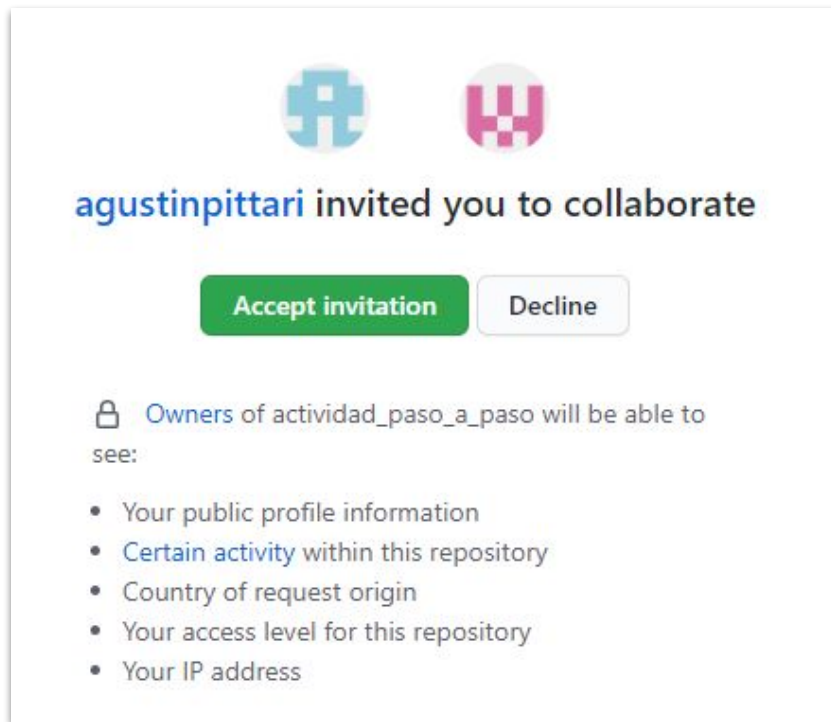 agustinpittari invited you to collaborate
Accept invitation Decline
Owners of actividad_paso_a_paso will be able to
see:
Your public profile information
Certain activity within this repository
Country of request origin
Your access level for this repository
Your IP address